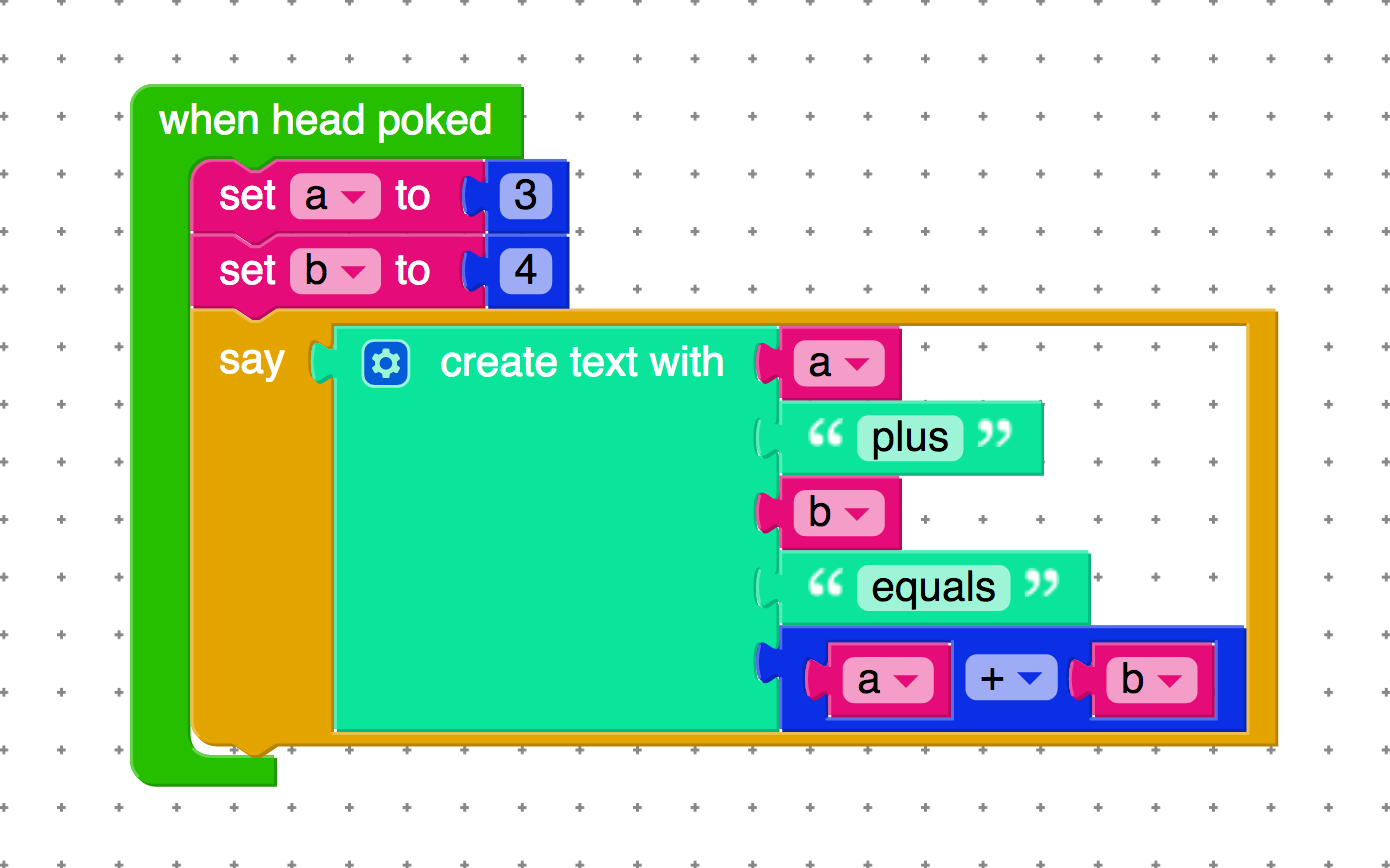 when head poked
set a to 3
set b to 4
say create text with a
“ plus ”
b
“ equals ”
a + b